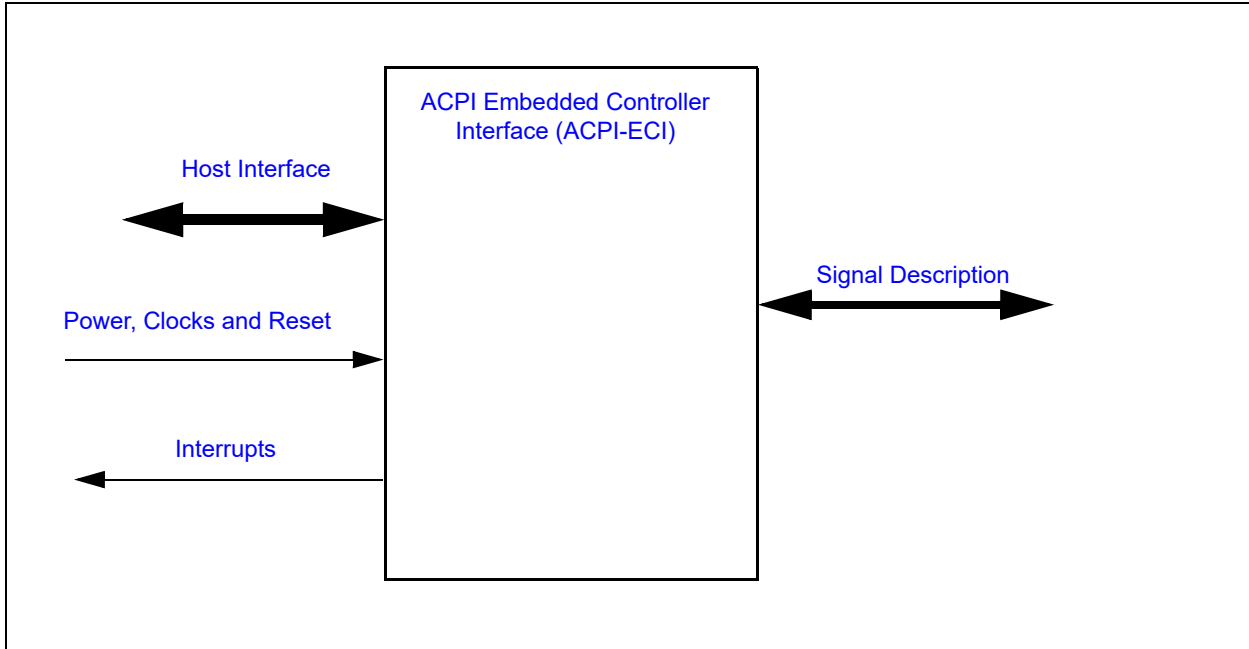 ACPI Embedded Controller
Interface (ACPI-ECI)
Host Interface
Signal Description
Power, Clocks and Reset
Interrupts